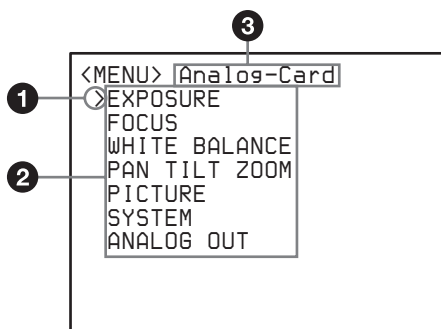 3
<MENU> Analog-Card
1
>EXPOSURE
FOCUS
WHITE BALANCE
2
PAN TILT ZOOM
PICTURE
SYSTEM
ANALOG OUT